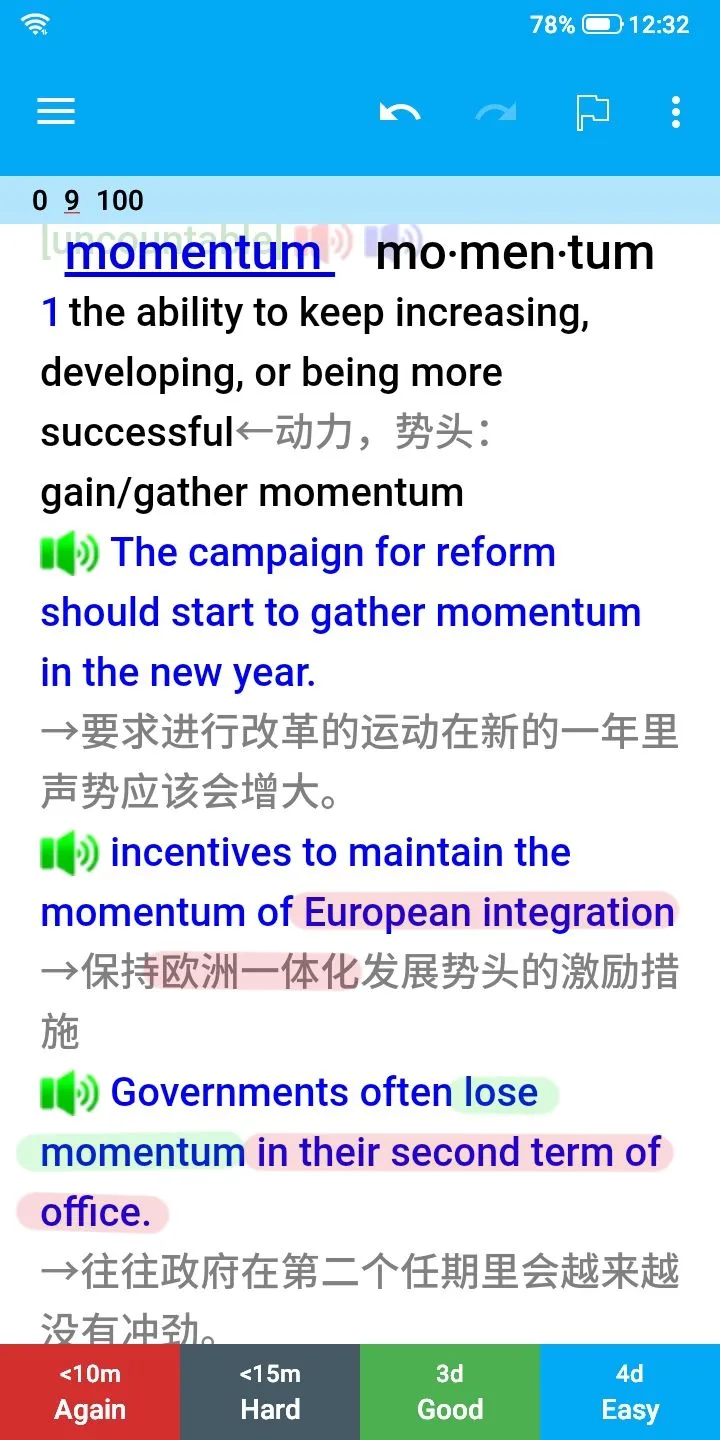 78% 12:32
0 9 100
[uncountable]
momentum mo·men·tum
1 the ability to keep increasing,
developing, or being more
successful←动力，势头：
gain/gather momentum
The campaign for reform
should start to gather momentum
in the new year.
→要求进行改革的运动在新的一年里
声势应该会增大。
incentives to maintain the
momentum of European integration
→保持欧洲一体化发展势头的激励措
施
Governments often lose
momentum in their second term of
office.
→往往政府在第二个任期里会越来越
没有冲劲。
<10m <15m 3d 4d
Again Hard Good Easy